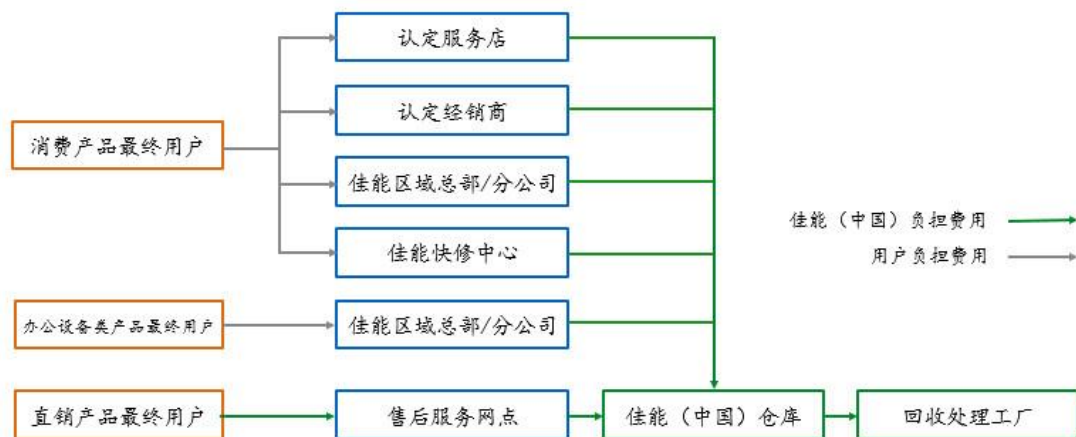 认定服务店
认定经销商
消费产品最终用户
佳能区域总部/分公司
佳能（中国）负担费用
佳能快修中心
用户负担费用
办公设备类产品最终用户
佳能区域总部/分公司
直销产品最终用户
售后服务网点
佳能（中国）仓库
回收处理工厂